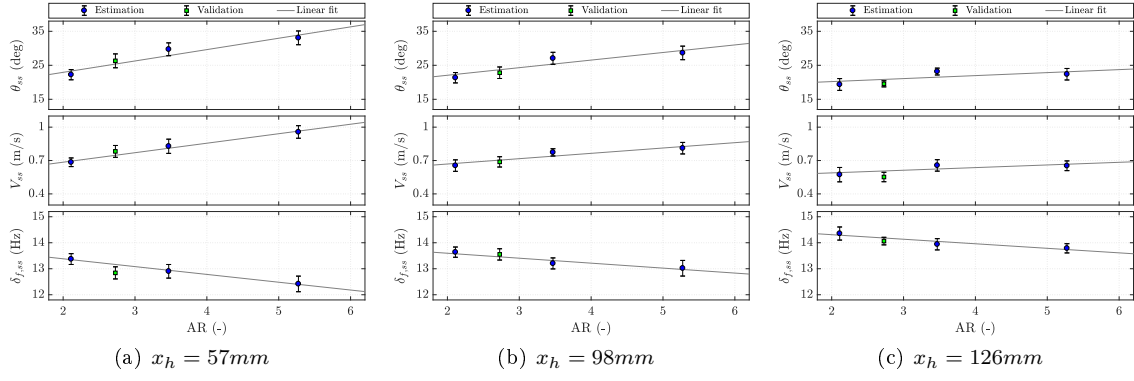 Estimation Validation Linear fit
35
25
15
θss (deg)
1
0.7
0.4
Vss (m/s)
15
14
13
12
δf,ss (Hz)
2 3 4 5 6
AR (-)
(a) xh = 57mm
Estimation Validation Linear fit
35
25
15
θss (deg)
1
0.7
0.4
Vss (m/s)
15
14
13
12
δf,ss (Hz)
2 3 4 5 6
AR (-)
(b) xh = 98mm
Estimation Validation Linear fit
35
25
15
θss (deg)
1
0.7
0.4
Vss (m/s)
15
14
13
12
δf,ss (Hz)
2 3 4 5 6
AR (-)
(c) xh = 126mm